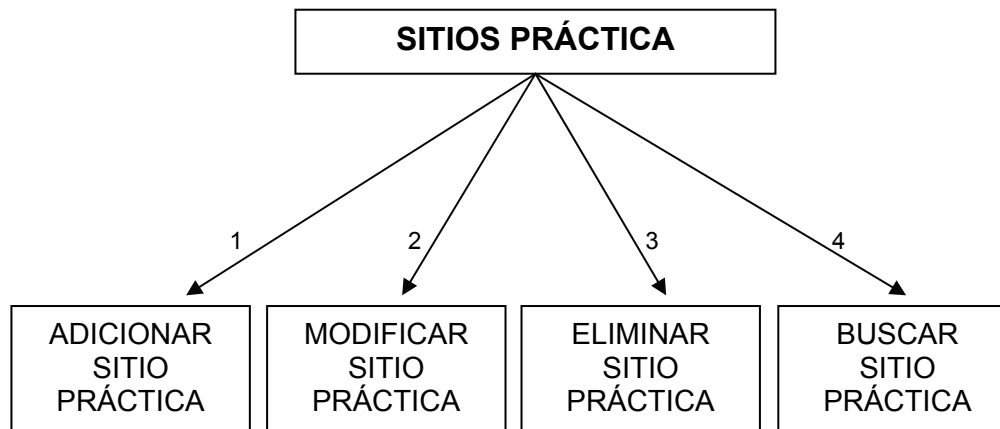 SITIOS PRÁCTICA
1
2
3
4
ADICIONAR
SITIO
PRÁCTICA
MODIFICAR
SITIO
PRÁCTICA
ELIMINAR
SITIO
PRÁCTICA
BUSCAR
SITIO
PRÁCTICA